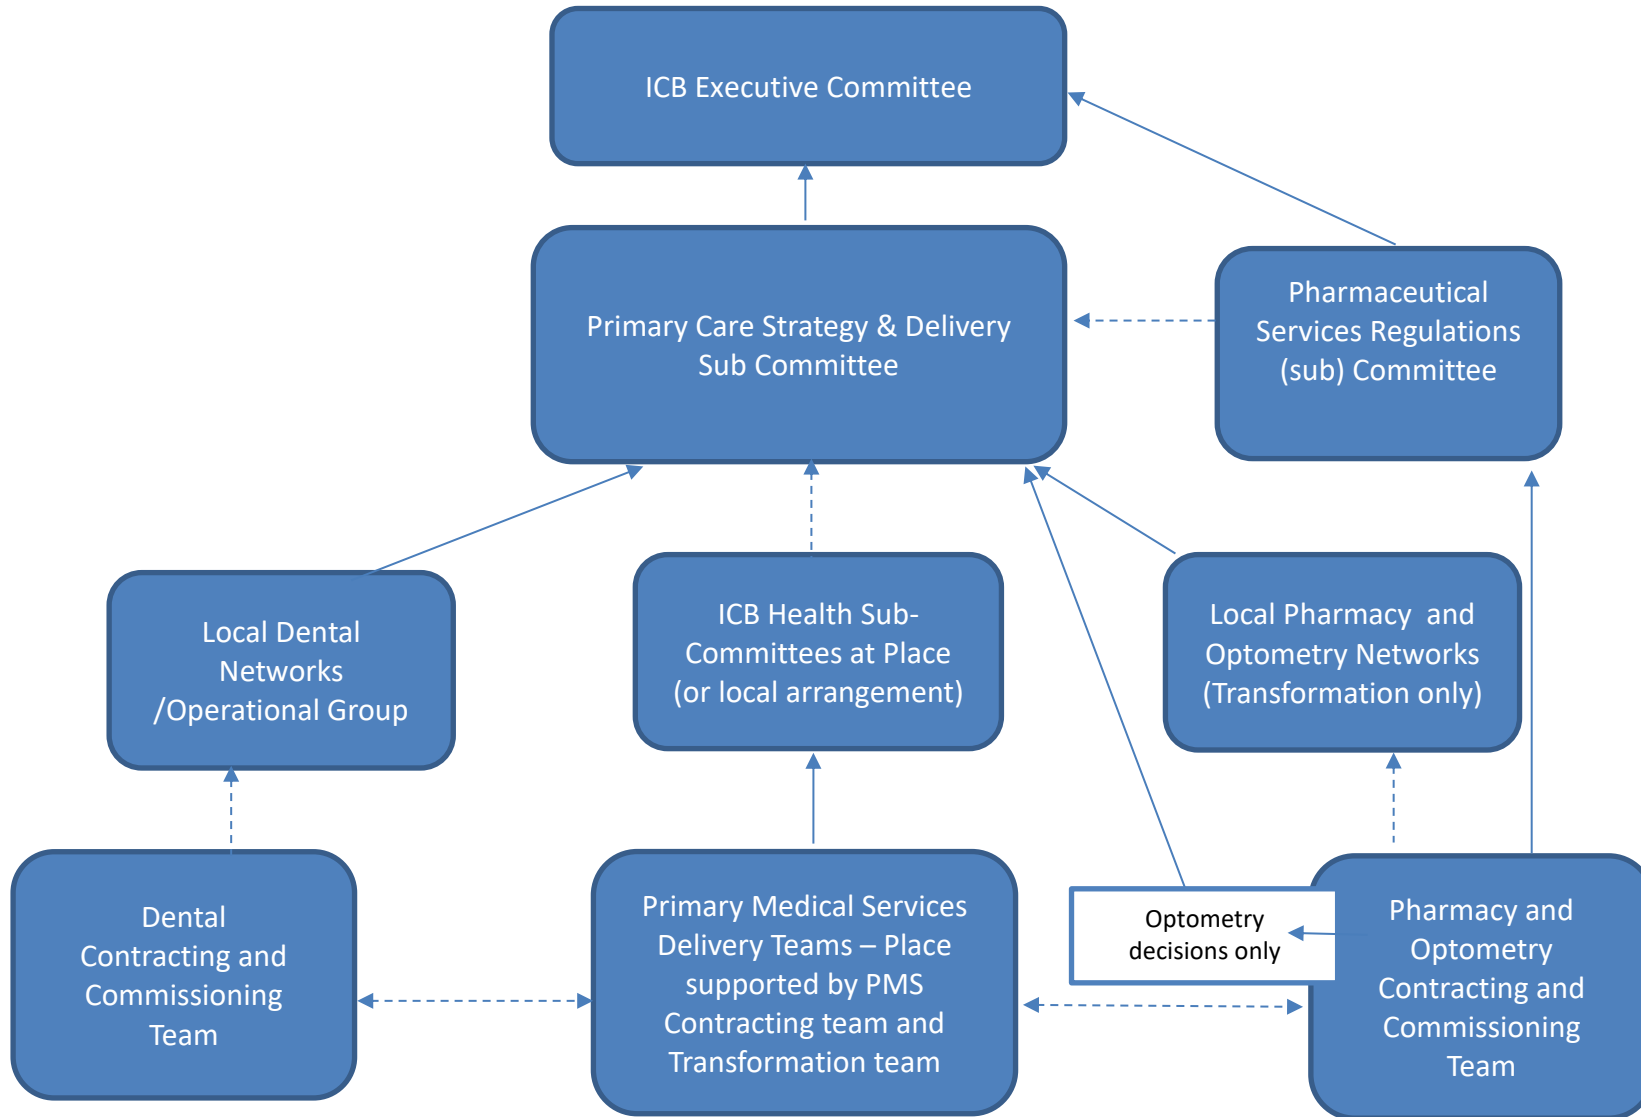 ICB Executive Committee
Primary Care Strategy & Delivery
Sub Committee
Pharmaceutical
Services Regulations
(sub) Committee
Local Dental
Networks
/Operational Group
ICB Health Sub-
Committees at Place
(or local arrangement)
Local Pharmacy and
Optometry Networks
(Transformation only)
Dental
Contracting and
Commissioning
Team
Primary Medical Services
Delivery Teams – Place
supported by PMS
Contracting team and
Transformation team
Optometry
decisions only
Pharmacy and
Optometry
Contracting and
Commissioning
Team